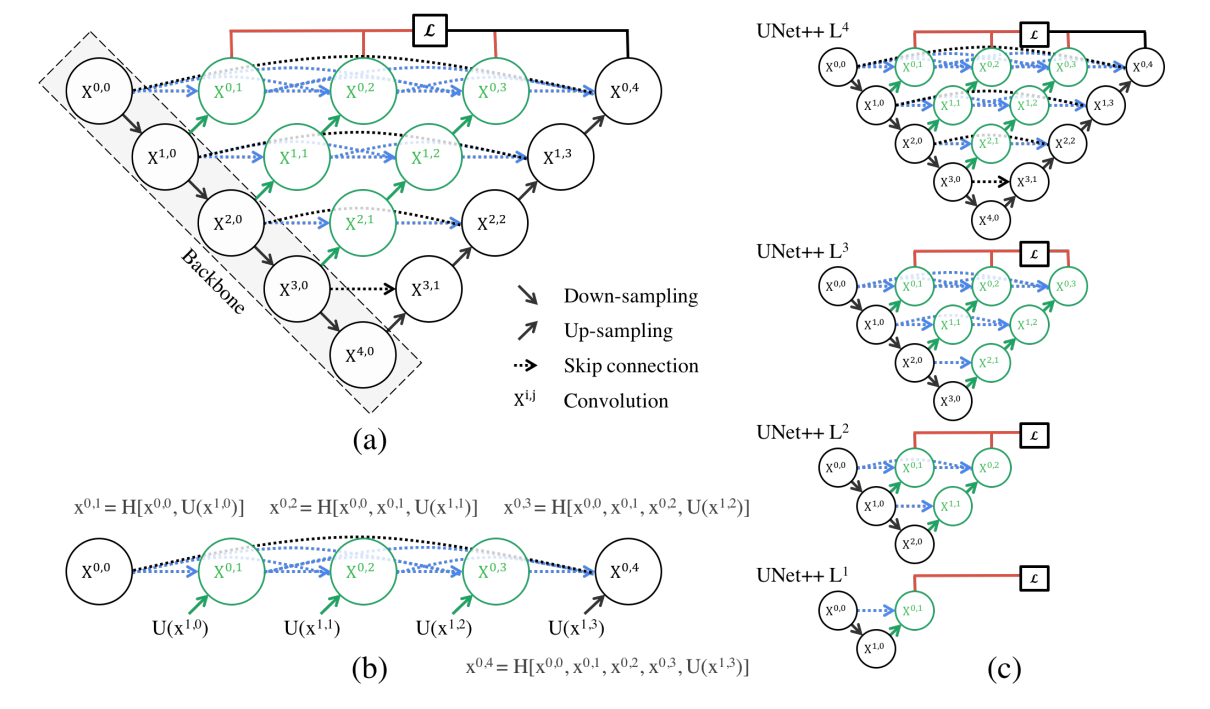 ℒ
X^0,0 X^0,1 X^0,2 X^0,3 X^0,4
X^1,0 X^1,1 X^1,2 X^1,3
X^2,0 X^2,1 X^2,2
X^3,0 X^3,1
X^4,0
Backbone
Down-sampling
Up-sampling
Skip connection
X^i,j Convolution
(a)
x^0,1 = H[x^0,0, U(x^1,0)] x^0,2 = H[x^0,0, x^0,1, U(x^1,1)] x^0,3 = H[x^0,0, x^0,1, x^0,2, U(x^1,2)]
X^0,0 X^0,1 X^0,2 X^0,3 X^0,4
U(x^1,0) U(x^1,1) U(x^1,2) U(x^1,3)
x^0,4 = H[x^0,0, x^0,1, x^0,2, x^0,3, U(x^1,3)]
(b)
UNet++ L^4
ℒ
X^0,0 X^0,1 X^0,2 X^0,3 X^0,4
X^1,0 X^1,1 X^1,2 X^1,3
X^2,0 X^2,1 X^2,2
X^3,0 X^3,1
X^4,0
UNet++ L^3
ℒ
X^0,0 X^0,1 X^0,2 X^0,3
X^1,0 X^1,1 X^1,2
X^2,0 X^2,1
X^3,0
UNet++ L^2
ℒ
X^0,0 X^0,1 X^0,2
X^1,0 X^1,1
X^2,0
UNet++ L^1
ℒ
X^0,0 X^0,1
X^1,0
(c)